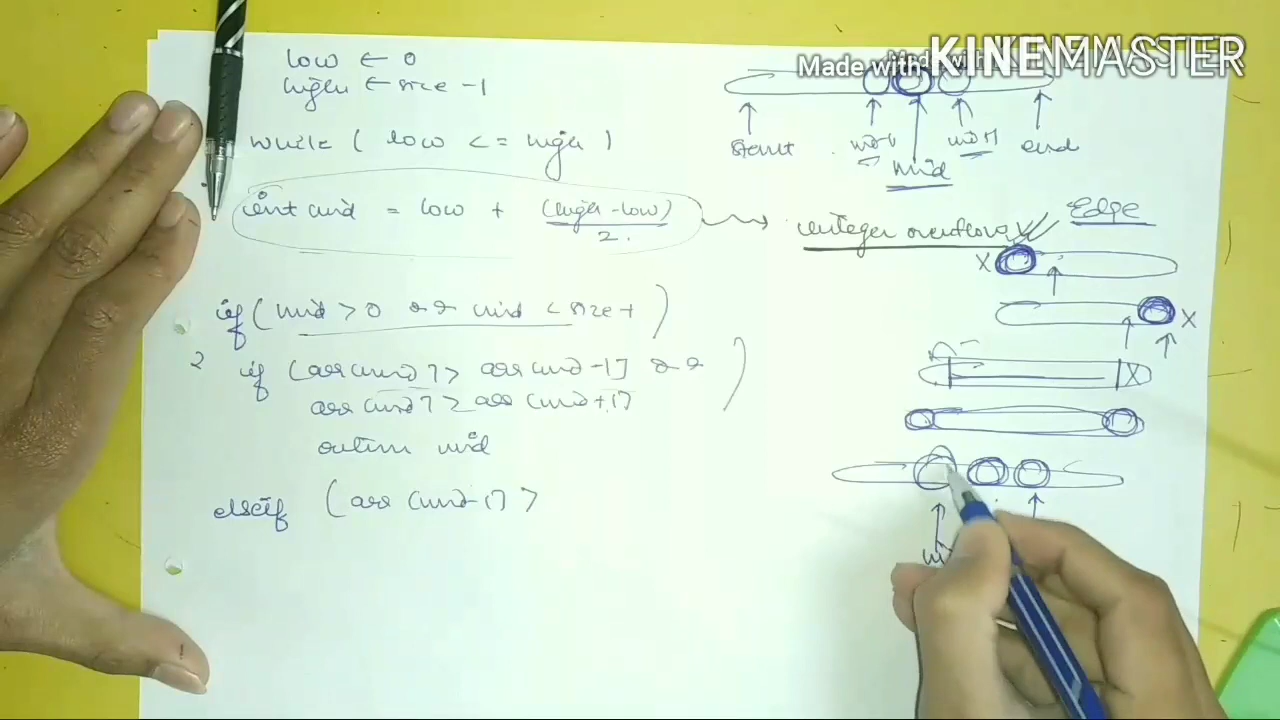 Made with KINEMASTER
low ← 0
high ← size -1
while ( low <= high )
int mid = low + (high-low)
2.
start mid-1 mid mid+1 end
integer overflow
Edge
X
X
if ( mid > 0 && mid < size-1 )
if (arr[mid] > arr[mid-1] &&
arr[mid] > arr[mid+1] )
return mid
X
elseif ( arr [mid-1] >